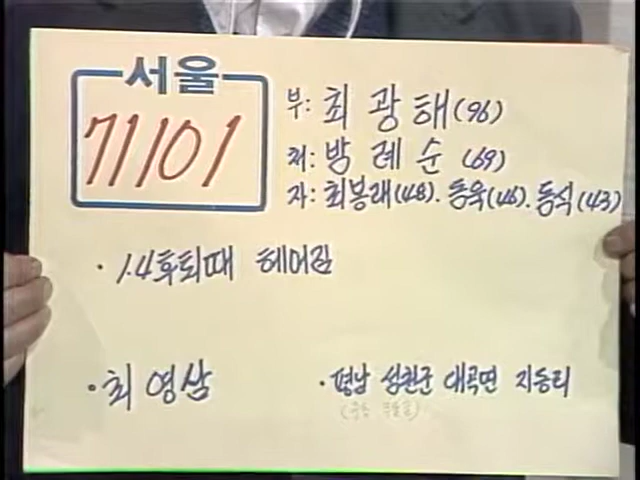 서울
71101
부: 최광해(96)
처: 방례순(69)
자: 최봉래(48). 동욱(46). 동석(43)
· 1.4후퇴때 헤어짐
· 최영삼
· 평남 성천군 대곡면 지동리